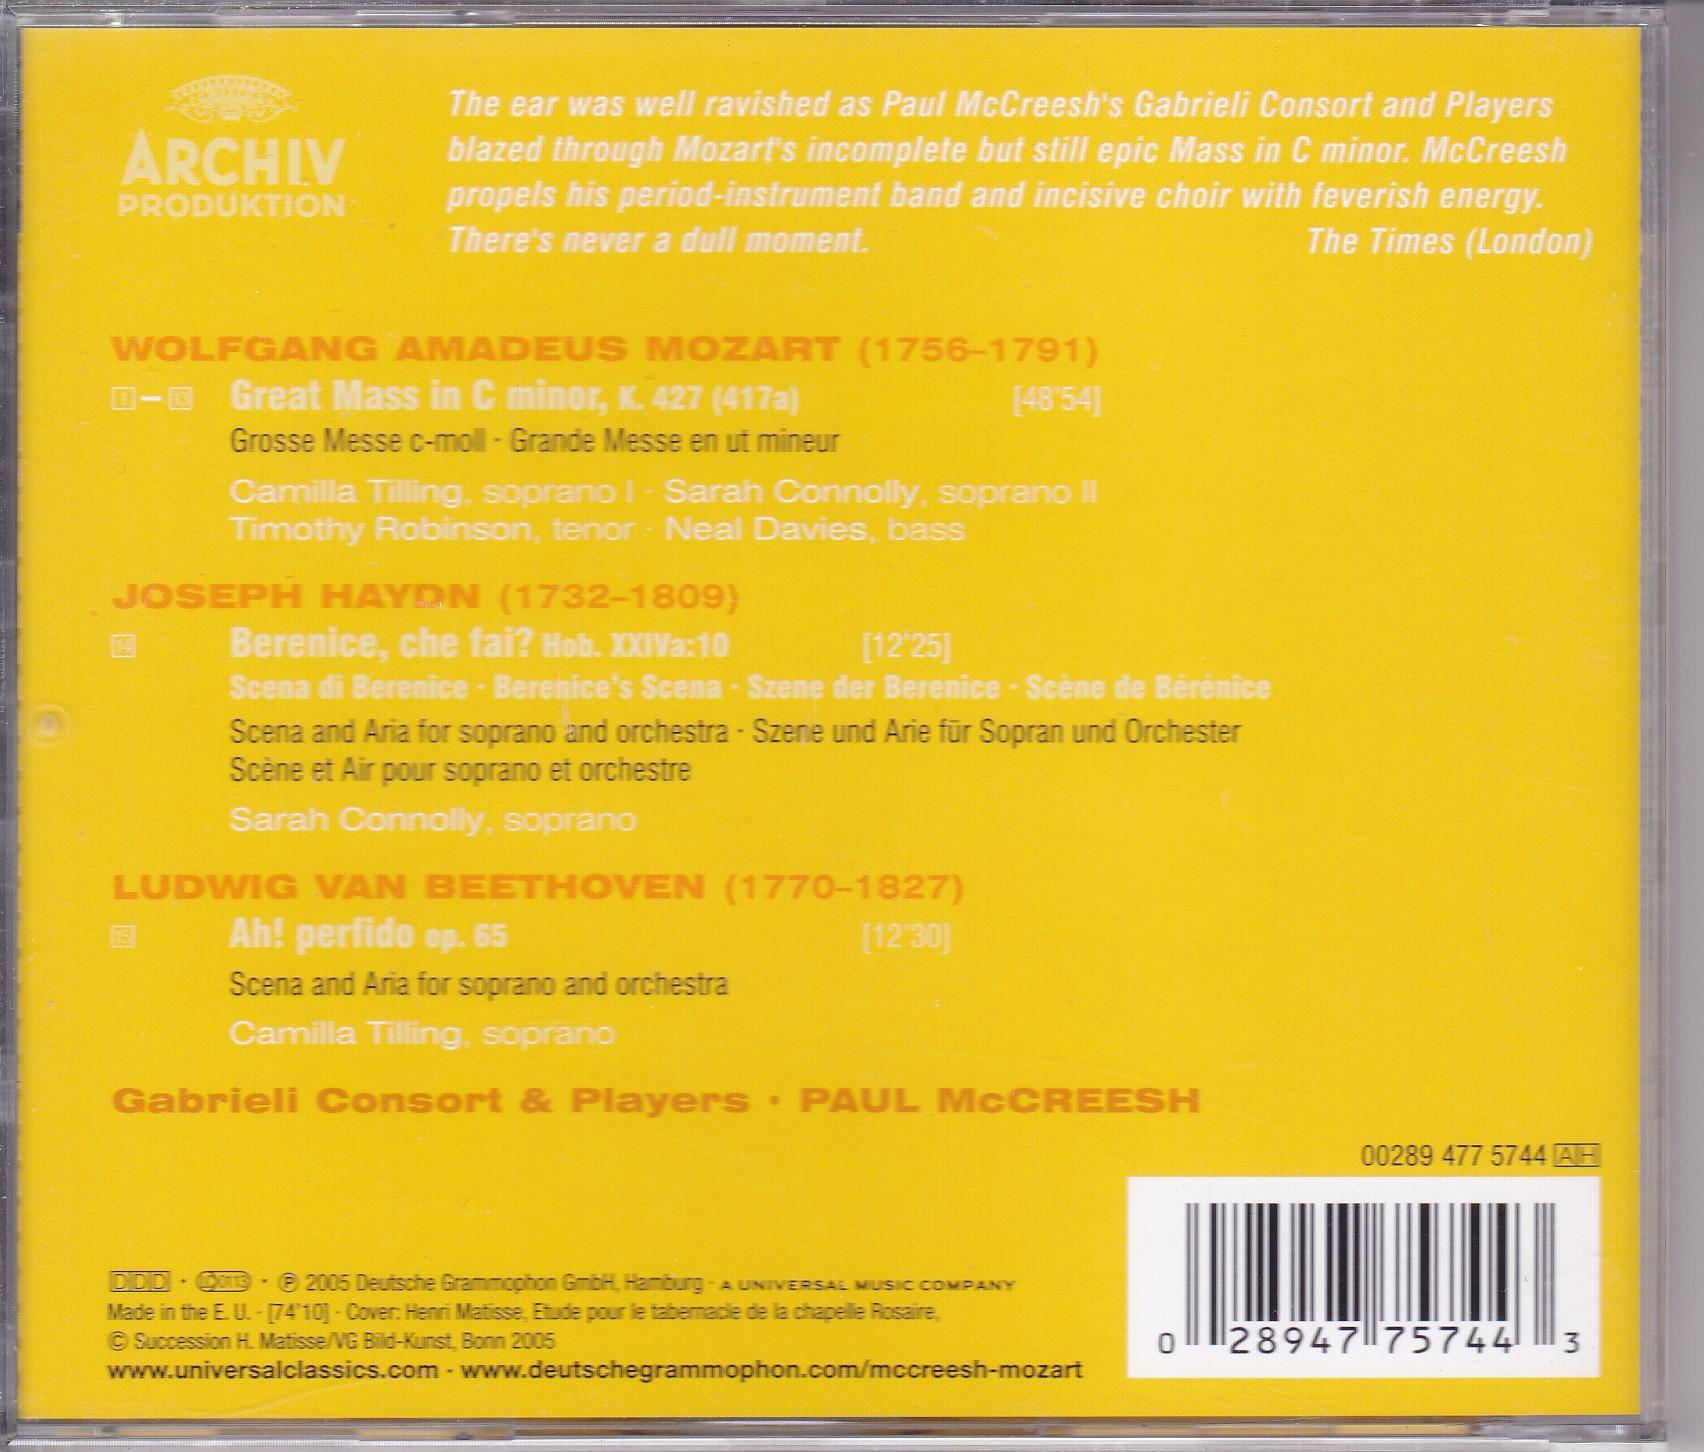 ARCHIV
PRODUKTION
The ear was well ravished as Paul McCreesh's Gabrieli Consort and Players
blazed through Mozart's incomplete but still epic Mass in C minor. McCreesh
propels his period-instrument band and incisive choir with feverish energy.
There's never a dull moment. The Times (London)
WOLFGANG AMADEUS MOZART (1756–1791)
1 – 13 Great Mass in C minor, K. 427 (417a) [48'54]
Grosse Messe c-moll · Grande Messe en ut mineur
Camilla Tilling, soprano I · Sarah Connolly, soprano II
Timothy Robinson, tenor · Neal Davies, bass
JOSEPH HAYDN (1732–1809)
14 Berenice, che fai? Hob. XXIVa:10 [12'25]
Scena di Berenice · Berenice's Scena · Szene der Berenice · Scène de Bérénice
Scena and Aria for soprano and orchestra · Szene und Arie für Sopran und Orchester
Scène et Air pour soprano et orchestre
Sarah Connolly, soprano
LUDWIG VAN BEETHOVEN (1770–1827)
15 Ah! perfido op. 65 [12'30]
Scena and Aria for soprano and orchestra
Camilla Tilling, soprano
Gabrieli Consort & Players · PAUL McCREESH
00289 477 5744 AH
DDD · LC 0113 · ℗ 2005 Deutsche Grammophon GmbH, Hamburg · A UNIVERSAL MUSIC COMPANY
Made in the E. U. · [74'10] · Cover: Henri Matisse, Etude pour le tabernacle de la chapelle Rosaire,
© Succession H. Matisse/VG Bild-Kunst, Bonn 2005
www.universalclassics.com · www.deutschegrammophon.com/mccreesh-mozart
0 28947 75744 3